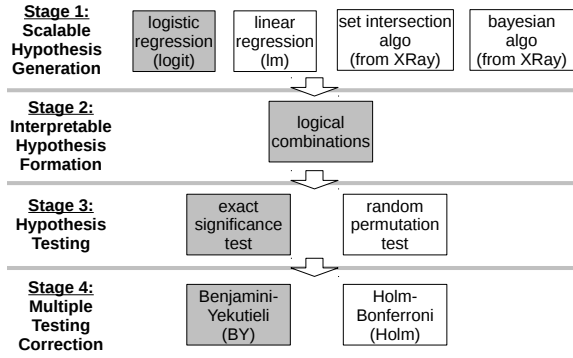 Stage 1:
Scalable
Hypothesis
Generation
logistic
regression
(logit)
linear
regression
(lm)
set intersection
algo
(from XRay)
bayesian
algo
(from XRay)
Stage 2:
Interpretable
Hypothesis
Formation
logical
combinations
Stage 3:
Hypothesis
Testing
exact
significance
test
random
permutation
test
Stage 4:
Multiple
Testing
Correction
Benjamini-
Yekutieli
(BY)
Holm-
Bonferroni
(Holm)